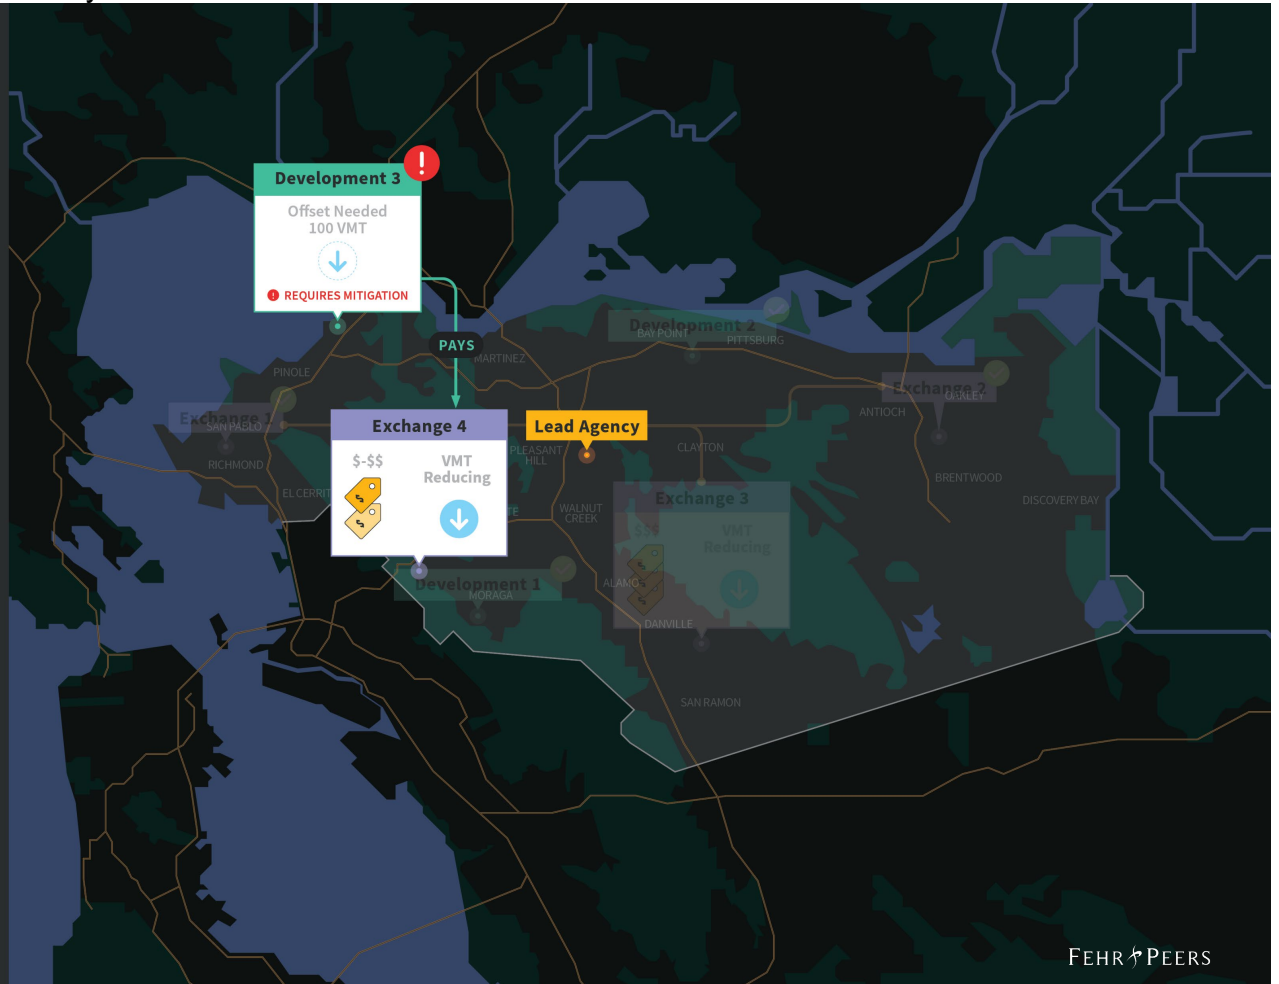 Development 3
Offset Needed
100 VMT
REQUIRES MITIGATION
PAYS
Development 2
BAY POINT
PITTSBURG
MARTINEZ
PINOLE
Exchange 1
SAN PABLO
RICHMOND
EL CERRIT
Exchange 2
OAKLEY
ANTIOCH
BRENTWOOD
DISCOVERY BAY
Exchange 4
$-$$
VMT
Reducing
Lead Agency
PLEASANT
HILL
CLAYTON
WALNUT
CREEK
TE
Exchange 3
$$$
VMT
Reducing
Development 1
MORAGA
ALAMO
DANVILLE
SAN RAMON
FEHR PEERS